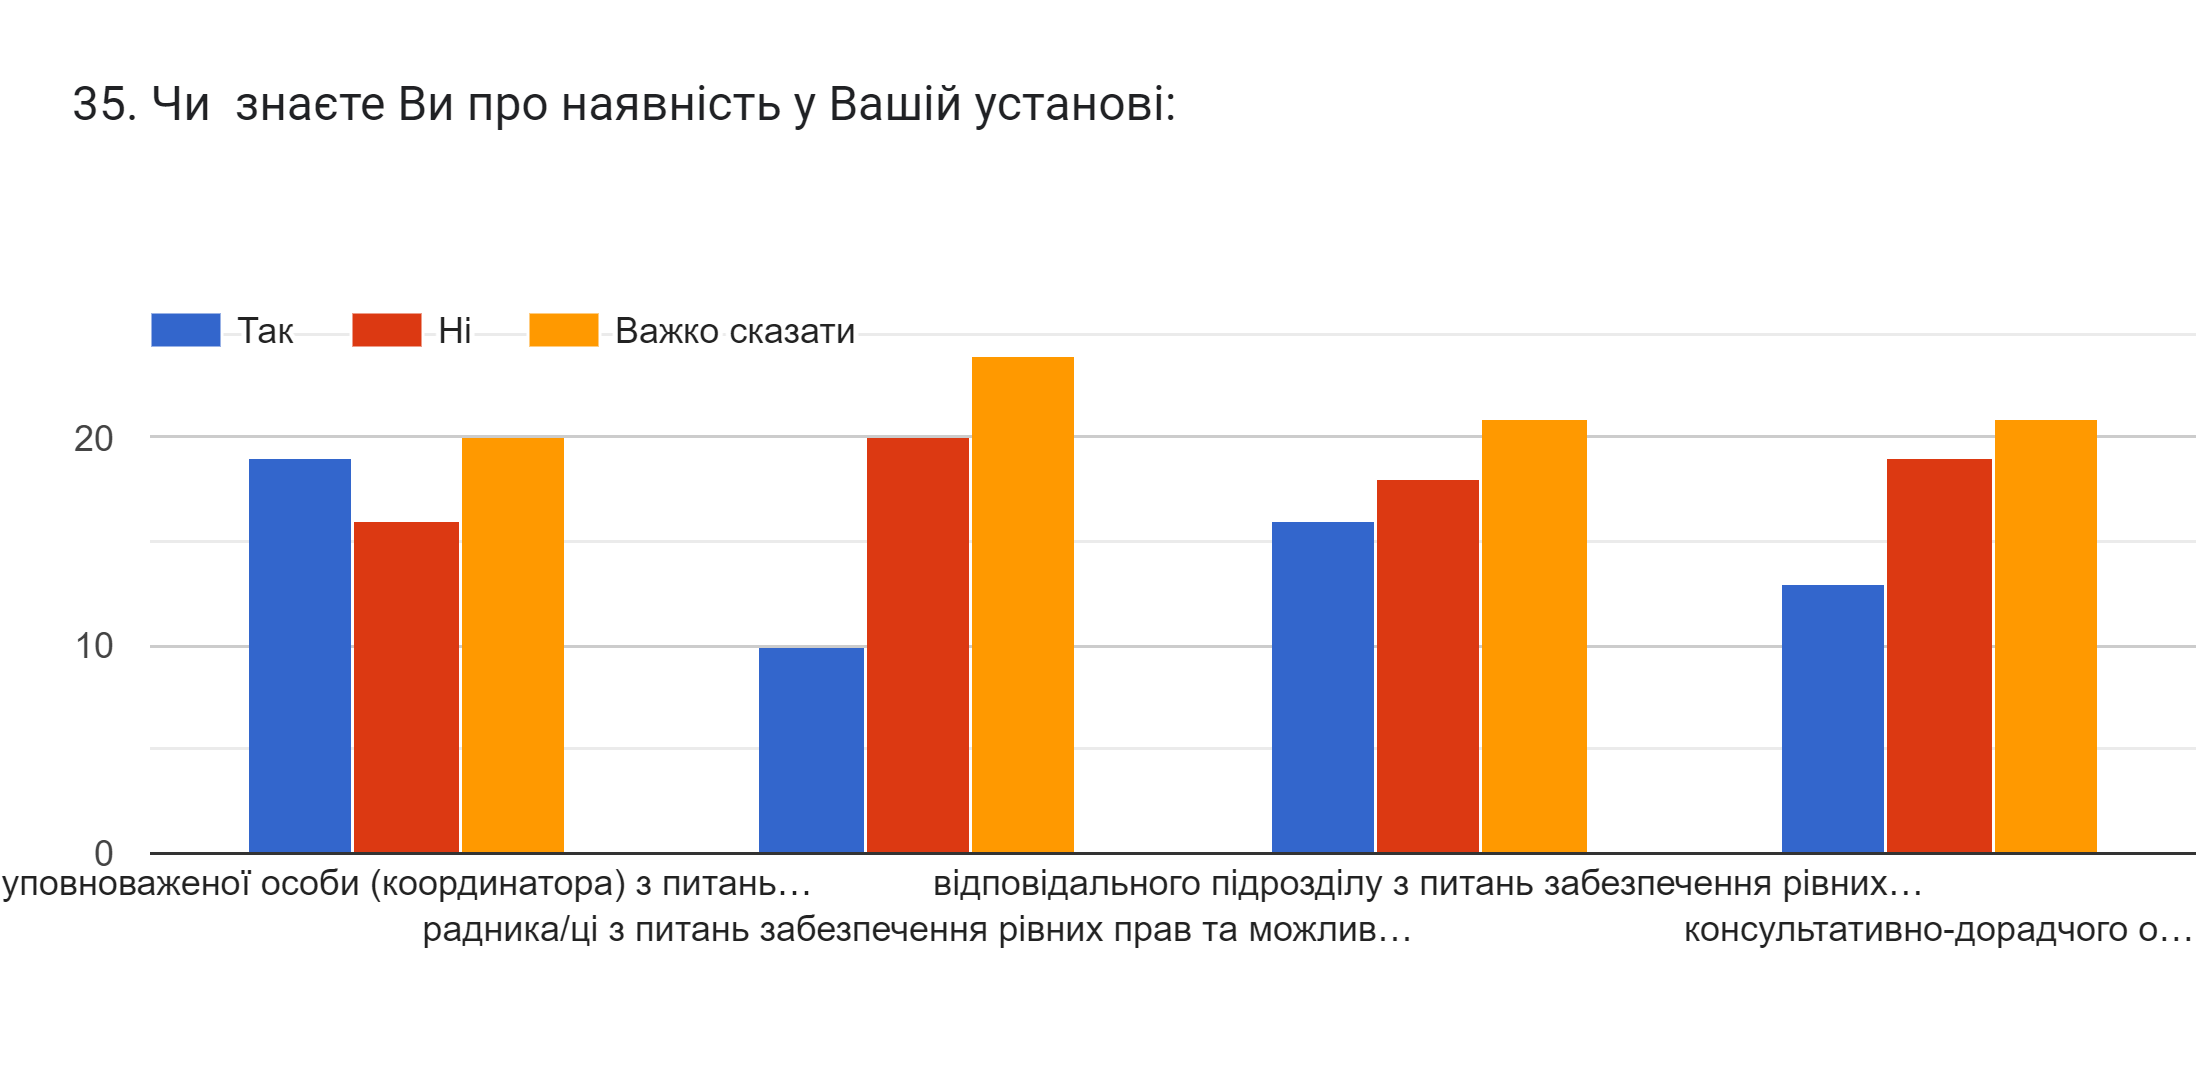 35. Чи  знаєте Ви про наявність у Вашій установі:
Так
Ні
Важко сказати
20
10
0
уповноваженої особи (координатора) з питань…
радника/ці з питань забезпечення рівних прав та можлив…
відповідального підрозділу з питань забезпечення рівних…
консультативно-дорадчого о…